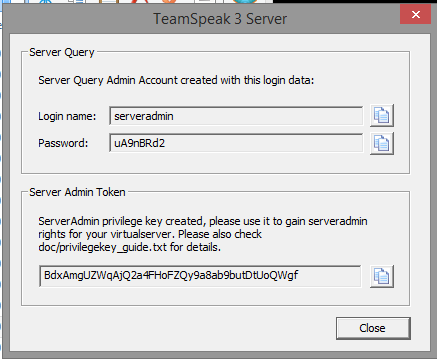 TeamSpeak 3 Server
Server Query
Server Query Admin Account created with this login data:
Login name: serveradmin
Password: uA9nBRd2
Server Admin Token
ServerAdmin privilege key created, please use it to gain serveradmin
rights for your virtualserver. Please also check
doc/privilegekey_guide.txt for details.
BdxAmgUZWqAjQ2a4FHoFZQy9a8ab9butDtUoQWgf
Close